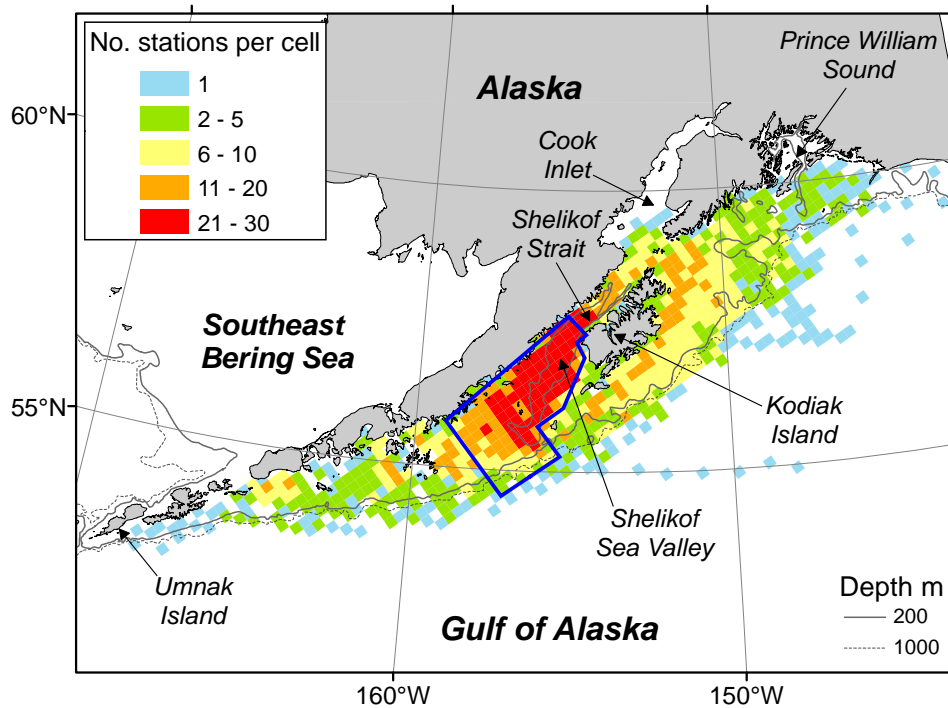 No. stations per cell
1
2 - 5
6 - 10
11 - 20
21 - 30
Prince William
Sound
Alaska
60°N
Cook
Inlet
Shelikof
Strait
Southeast
Bering Sea
55°N
Kodiak
Island
Shelikof
Sea Valley
Umnak
Island
Gulf of Alaska
Depth m
200
1000
160°W
150°W